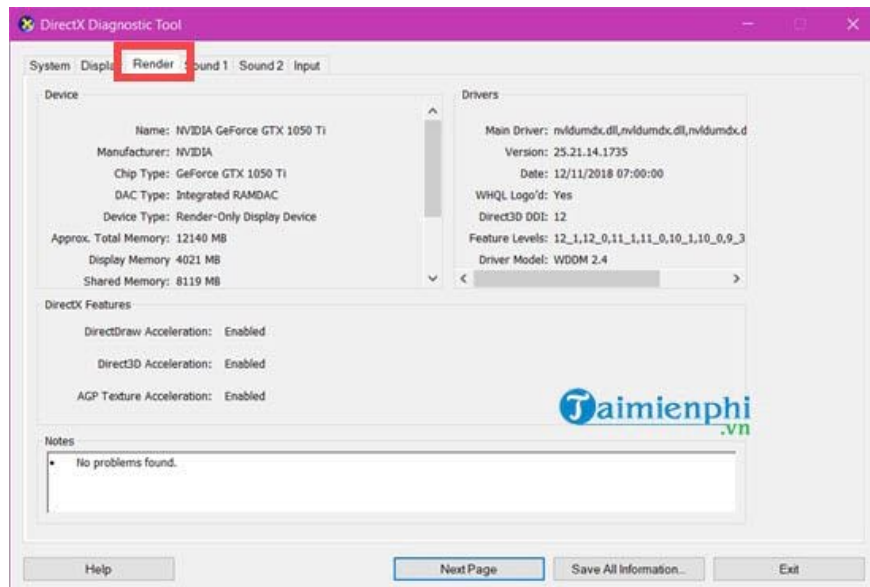 DirectX Diagnostic Tool
System Display Render Sound 1 Sound 2 Input
Device
Name: NVIDIA GeForce GTX 1050 Ti
Manufacturer: NVIDIA
Chip Type: GeForce GTX 1050 Ti
DAC Type: Integrated RAMDAC
Device Type: Render-Only Display Device
Approx. Total Memory: 12140 MB
Display Memory 4021 MB
Shared Memory: 8119 MB
Drivers
Main Driver: nvldumdx.dll,nvldumdx.dll,nvldumdx.d
Version: 25.21.14.1735
Date: 12/11/2018 07:00:00
WHQL Logo'd: Yes
Direct3D DDI: 12
Feature Levels: 12_1,12_0,11_1,11_0,10_1,10_0,9_3
Driver Model: WDDM 2.4
DirectX Features
DirectDraw Acceleration: Enabled
Direct3D Acceleration: Enabled
AGP Texture Acceleration: Enabled
Taimienphi
.vn
Notes
• No problems found.
Help Next Page Save All Information... Exit